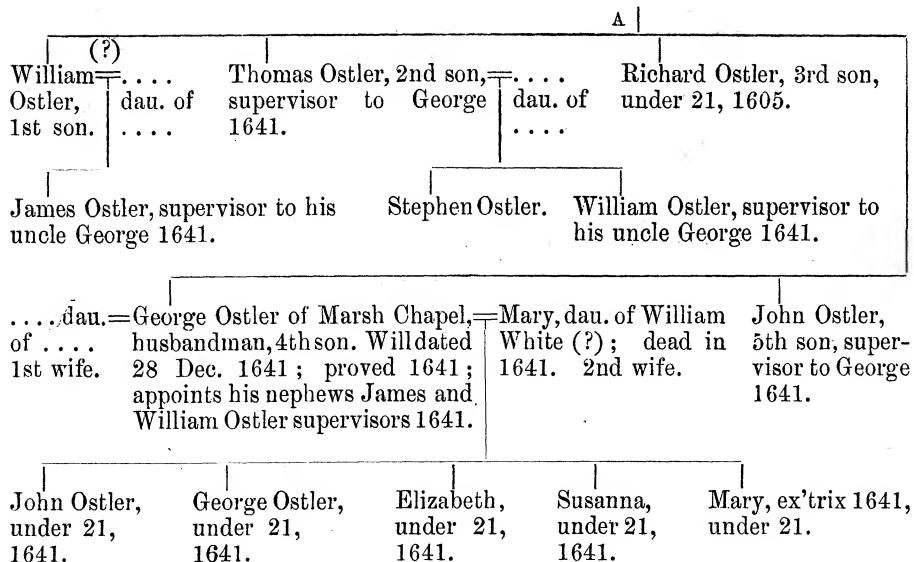 A
(?)
William=. . . .
Ostler, dau. of
1st son. . . . .
Thomas Ostler, 2nd son,=. . . .
supervisor to George dau. of
1641. . . . .
Richard Ostler, 3rd son,
under 21, 1605.
James Ostler, supervisor to his
uncle George 1641.
Stephen Ostler.
William Ostler, supervisor to
his uncle George 1641.
. . . . dau.=George Ostler of Marsh Chapel,=Mary, dau. of William
of . . . . husbandman, 4th son. Will dated White (?); dead in
1st wife. 28 Dec. 1641; proved 1641; 1641. 2nd wife.
appoints his nephews James and
William Ostler supervisors 1641.
John Ostler,
5th son, super-
visor to George
1641.
John Ostler,
under 21,
1641.
George Ostler,
under 21,
1641.
Elizabeth,
under 21,
1641.
Susanna,
under 21,
1641.
Mary, ex'trix 1641,
under 21.